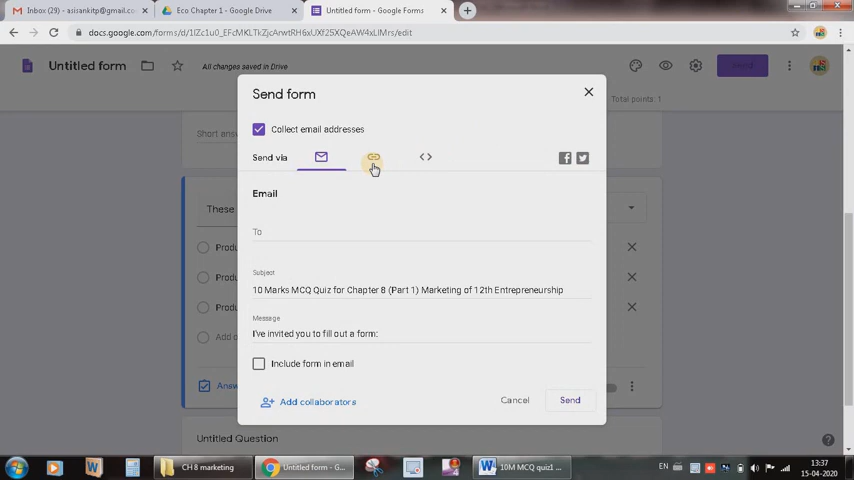 Inbox (29) - asisankitp@gmail.com
Eco Chapter 1 - Google Drive
Untitled form - Google Forms
docs.google.com/forms/d/1lZc1u0_EFcMKLTkZjcArwtRH6xUXf25XQeAW64xlMrs/edit
Untitled form
All changes saved in Drive
Send
Total points: 1
Send form
Collect email addresses
Short ans
Send via
Email
These
To
Produ
Subject
Produ
10 Marks MCQ Quiz for Chapter 8 (Part 1) Marketing of 12th Entrepreneurship
Produ
Message
I've invited you to fill out a form:
Add o
Include form in email
Answ
Add collaborators
Cancel
Send
Untitled Question
CH 8 marketing
Untitled form - G...
10M MCQ quiz1 ...
EN
13:37
15-04-2020